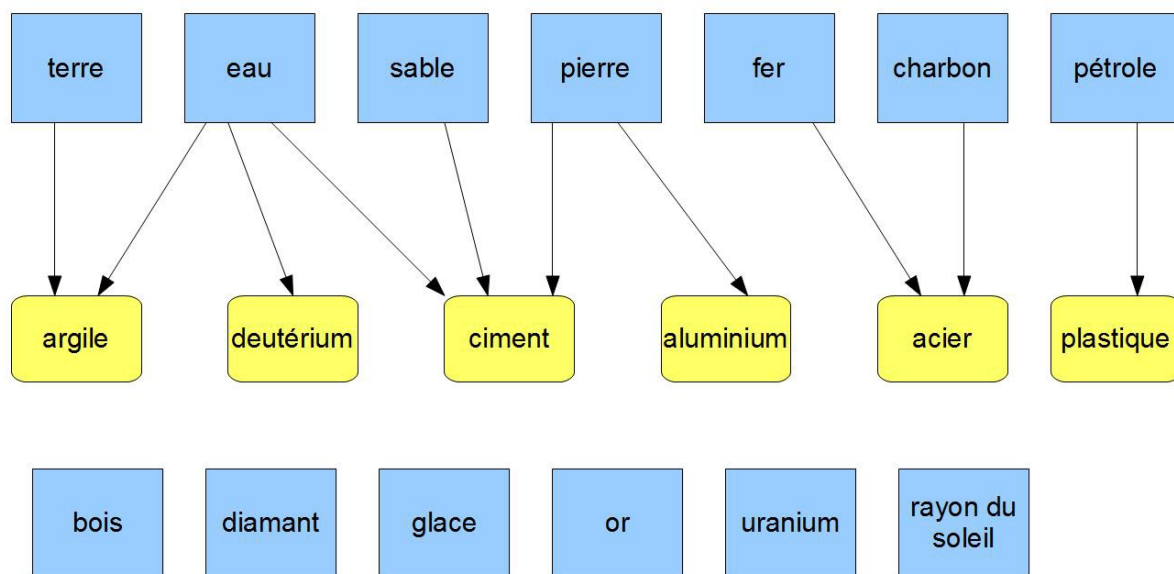 terre
eau
sable
pierre
fer
charbon
pétrole
argile
deutérium
ciment
aluminium
acier
plastique
bois
diamant
glace
or
uranium
rayon du
soleil